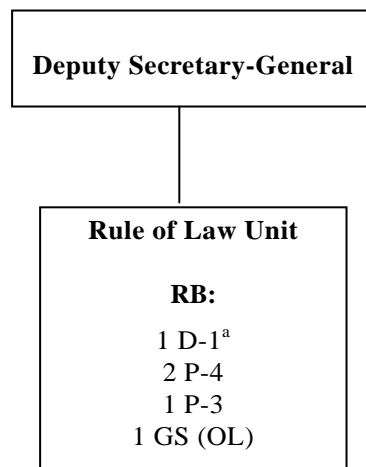 Deputy Secretary-General
Rule of Law Unit
RB:
1 D-1ᵃ
2 P-4
1 P-3
1 GS (OL)